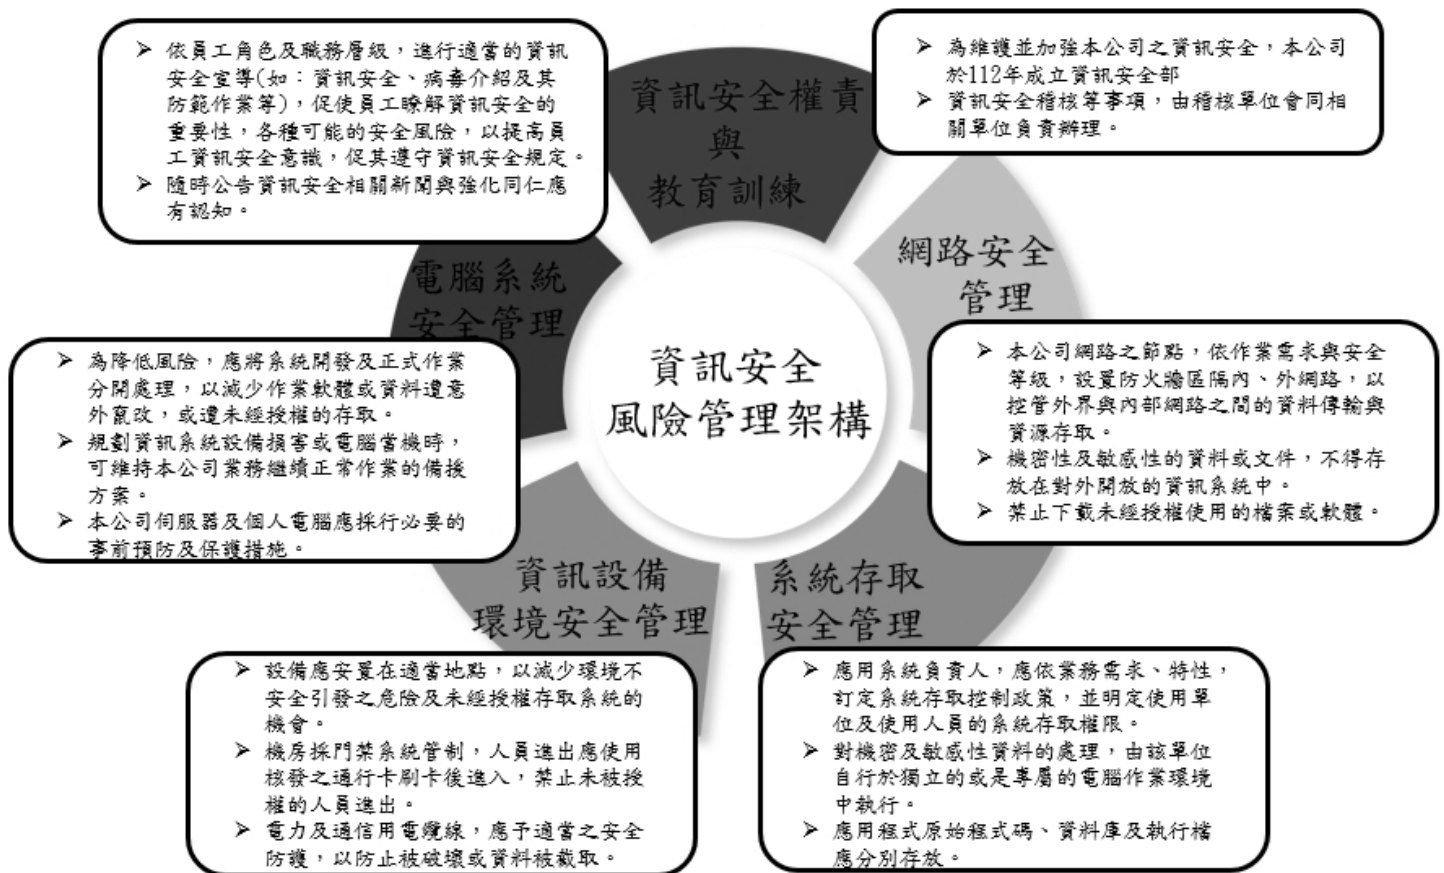 ➢ 依員工角色及職務層級，進行適當的資訊
安全宣導(如：資訊安全、病毒介紹及其
防範作業等)，促使員工瞭解資訊安全的
重要性，各種可能的安全風險，以提高員
工資訊安全意識，促其遵守資訊安全規定。
➢ 隨時公告資訊安全相關新聞與強化同仁應
有認知。
資訊安全權責
與
教育訓練
➢ 為維護並加強本公司之資訊安全，本公司
於112年成立資訊安全部
➢ 資訊安全稽核等事項，由稽核單位會同相
關單位負責辦理。
電腦系統
安全管理
網路安全
管理
資訊安全
風險管理架構
➢ 為降低風險，應將系統開發及正式作業
分開處理，以減少作業軟體或資料遭意
外竄改，或遭未經授權的存取。
➢ 規劃資訊系統設備損害或電腦當機時，
可維持本公司業務繼續正常作業的備援
方案。
➢ 本公司伺服器及個人電腦應採行必要的
事前預防及保護措施。
➢ 本公司網路之節點，依作業需求與安全
等級，設置防火牆區隔內、外網路，以
控管外界與內部網路之間的資料傳輸與
資源存取。
➢ 機密性及敏感性的資料或文件，不得存
放在對外開放的資訊系統中。
➢ 禁止下載未經授權使用的檔案或軟體。
資訊設備
環境安全管理
系統存取
安全管理
➢ 設備應安置在適當地點，以減少環境不
安全引發之危險及未經授權存取系統的
機會。
➢ 機房採門禁系統管制，人員進出應使用
核發之通行卡刷卡後進入，禁止未被授
權的人員進出。
➢ 電力及通信用電纜線，應予適當之安全
防護，以防止被破壞或資料被截取。
➢ 應用系統負責人，應依業務需求、特性，
訂定系統存取控制政策，並明定使用單
位及使用人員的系統存取權限。
➢ 對機密及敏感性資料的處理，由該單位
自行於獨立的或是專屬的電腦作業環境
中執行。
➢ 應用程式原始程式碼、資料庫及執行檔
應分別存放。